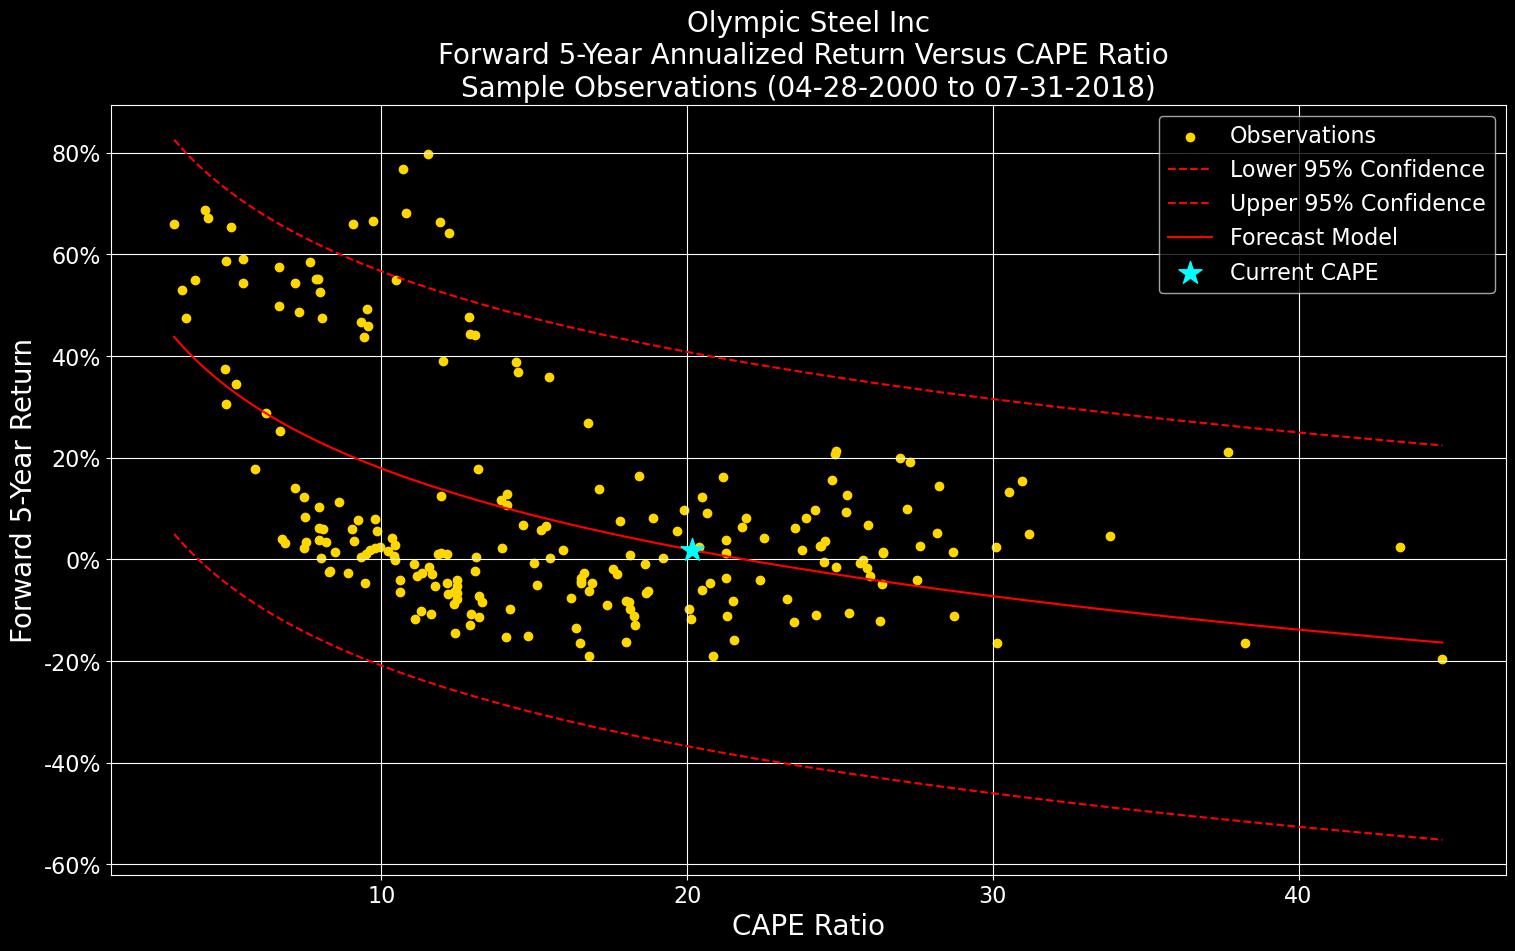 Olympic Steel Inc
Forward 5-Year Annualized Return Versus CAPE Ratio
Sample Observations (04-28-2000 to 07-31-2018)
Observations
Lower 95% Confidence
Upper 95% Confidence
Forecast Model
Current CAPE
Forward 5-Year Return
80%
60%
40%
20%
0%
-20%
-40%
-60%
10 20 30 40
CAPE Ratio